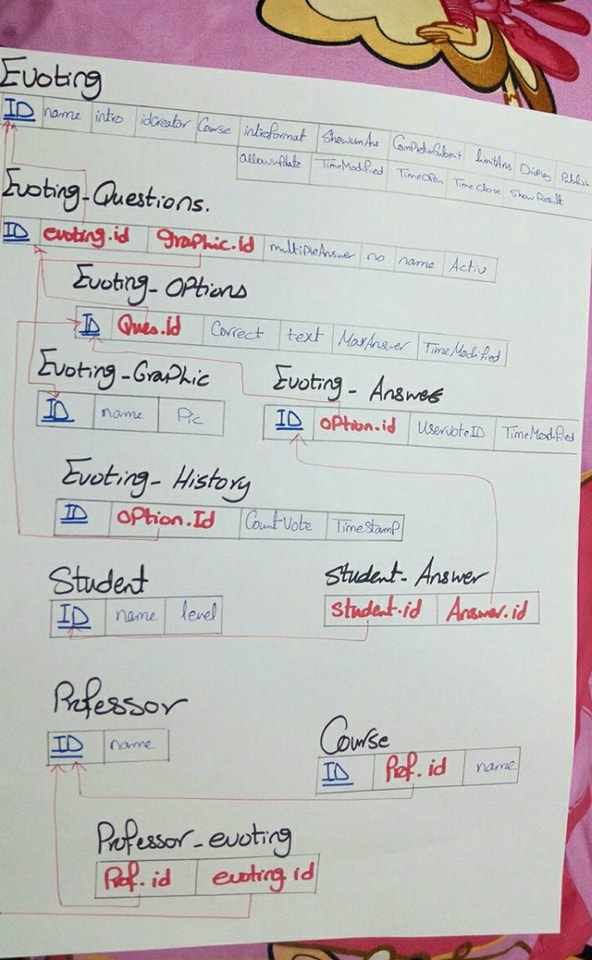 Evoting
ID name intro idCreator Course introformat ShowunAns limitAns Display Publish
allowupdate TimeModified TimeOpen TimeClose ShowResult
Evoting-Questions.
ID evoting.id graphic.id multipleAnswer no name Activ
Evoting-Options
ID Ques.id Correct text MaxAnswer TimeModified
Evoting-Graphic
ID name Pic
Evoting-Answer
ID option.id UservoteID TimeModified
Evoting-History
ID Option.Id CountVote TimeStamp
Student
ID name level
Student-Answer
Student.id Answer.id
Professor
ID name
Course
ID Prof.id name
Professor-evoting
Prof.id evoting id